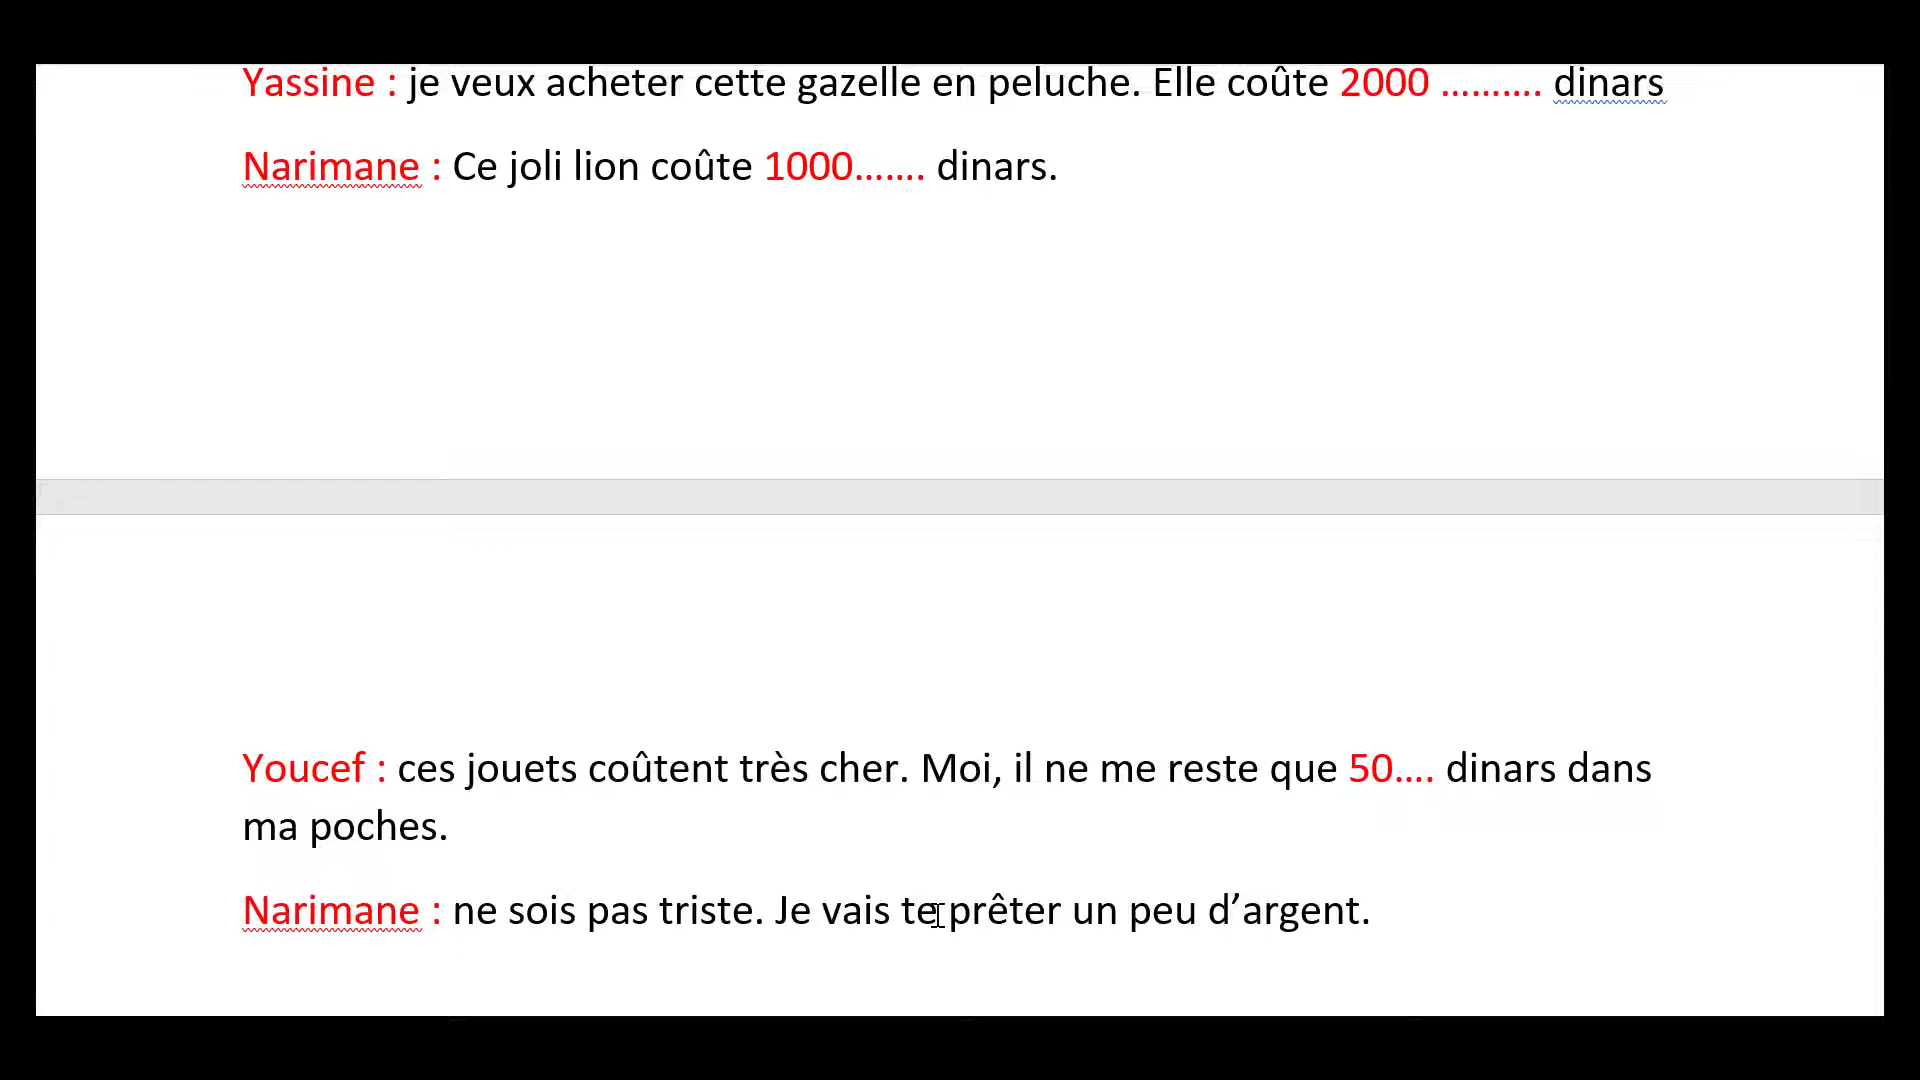 Yassine : je veux acheter cette gazelle en peluche. Elle coûte 2000 .......... dinars
Narimane : Ce joli lion coûte 1000....... dinars.
Youcef : ces jouets coûtent très cher. Moi, il ne me reste que 50.... dinars dans
ma poches.
Narimane : ne sois pas triste. Je vais te prêter un peu d’argent.